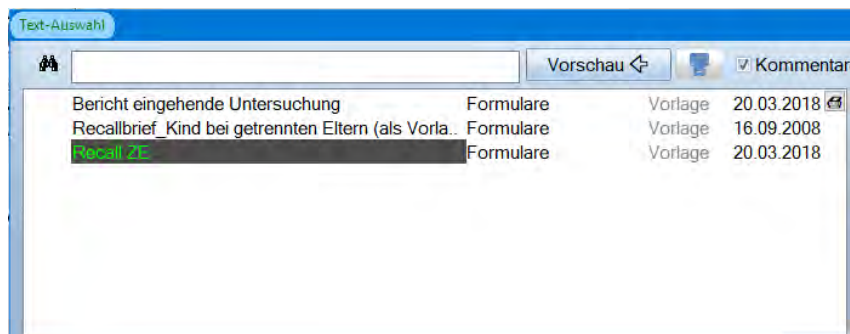 Text-Auswahl
Vorschau Kommentar
Bericht eingehende Untersuchung Formulare Vorlage 20.03.2018
Recallbrief_Kind bei getrennten Eltern (als Vorla.. Formulare Vorlage 16.09.2008
Recall ZE Formulare Vorlage 20.03.2018